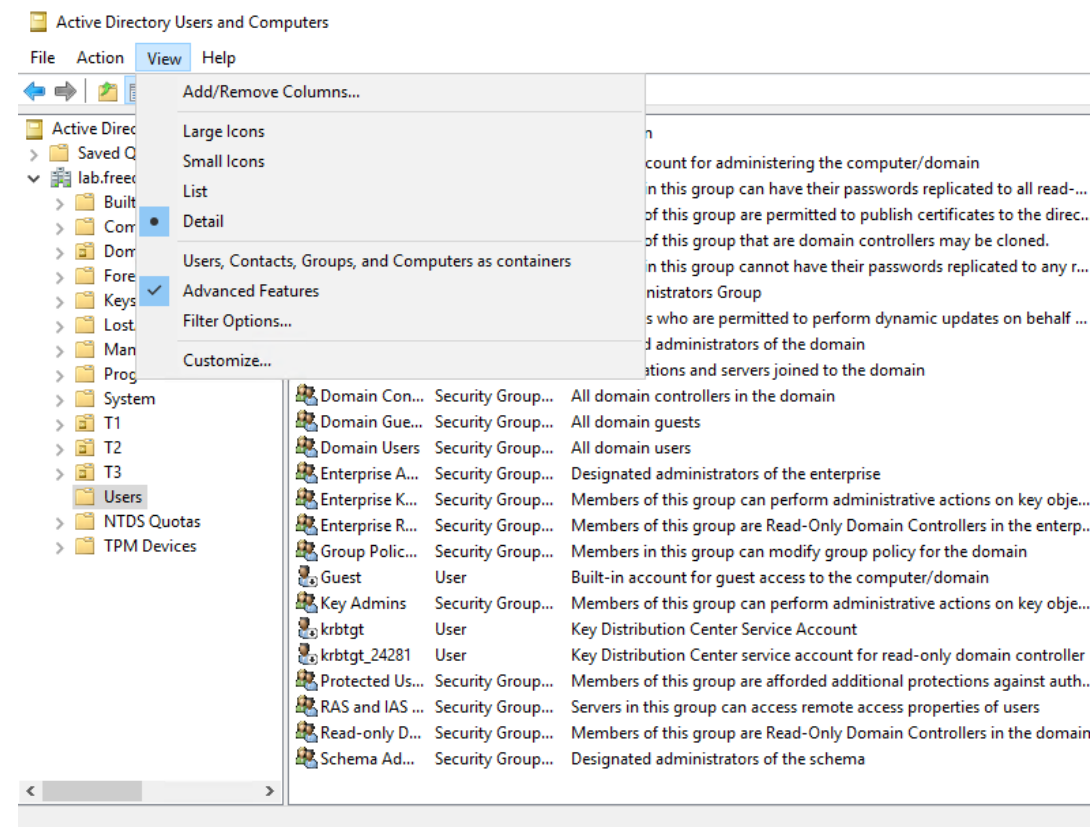 Active Directory Users and Computers
File Action View Help
Add/Remove Columns...
Large Icons
Small Icons
List
Detail
Users, Contacts, Groups, and Computers as containers
Advanced Features
Filter Options...
Customize...
Active Direc
Saved Q
lab.freec
Built
Com
Dom
Fore
Keys
Lost
Man
Prog
System
T1
T2
T3
Users
NTDS Quotas
TPM Devices
n
count for administering the computer/domain
in this group can have their passwords replicated to all read-...
of this group are permitted to publish certificates to the direc...
of this group that are domain controllers may be cloned.
in this group cannot have their passwords replicated to any r...
nistrators Group
s who are permitted to perform dynamic updates on behalf ...
d administrators of the domain
ations and servers joined to the domain
Domain Con... Security Group... All domain controllers in the domain
Domain Gue... Security Group... All domain guests
Domain Users Security Group... All domain users
Enterprise A... Security Group... Designated administrators of the enterprise
Enterprise K... Security Group... Members of this group can perform administrative actions on key obje...
Enterprise R... Security Group... Members of this group are Read-Only Domain Controllers in the enterp...
Group Polic... Security Group... Members in this group can modify group policy for the domain
Guest User Built-in account for guest access to the computer/domain
Key Admins Security Group... Members of this group can perform administrative actions on key obje...
krbtgt User Key Distribution Center Service Account
krbtgt_24281 User Key Distribution Center service account for read-only domain controller
Protected Us... Security Group... Members of this group are afforded additional protections against auth...
RAS and IAS ... Security Group... Servers in this group can access remote access properties of users
Read-only D... Security Group... Members of this group are Read-Only Domain Controllers in the domain
Schema Ad... Security Group... Designated administrators of the schema